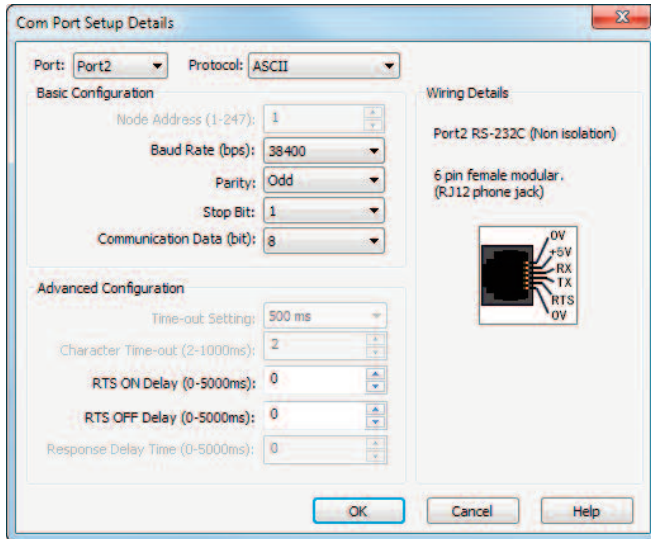 Com Port Setup Details
Port: Port2 Protocol: ASCII
Basic Configuration
Node Address (1-247): 1
Baud Rate (bps): 38400
Parity: Odd
Stop Bit: 1
Communication Data (bit): 8
Advanced Configuration
Time-out Setting: 500 ms
Character Time-out (2-1000ms): 2
RTS ON Delay (0-5000ms): 0
RTS OFF Delay (0-5000ms): 0
Response Delay Time (0-5000ms): 0
Wiring Details
Port2 RS-232C (Non isolation)
6 pin female modular.
(RJ12 phone jack)
0V
+5V
RX
TX
RTS
0V
OK Cancel Help